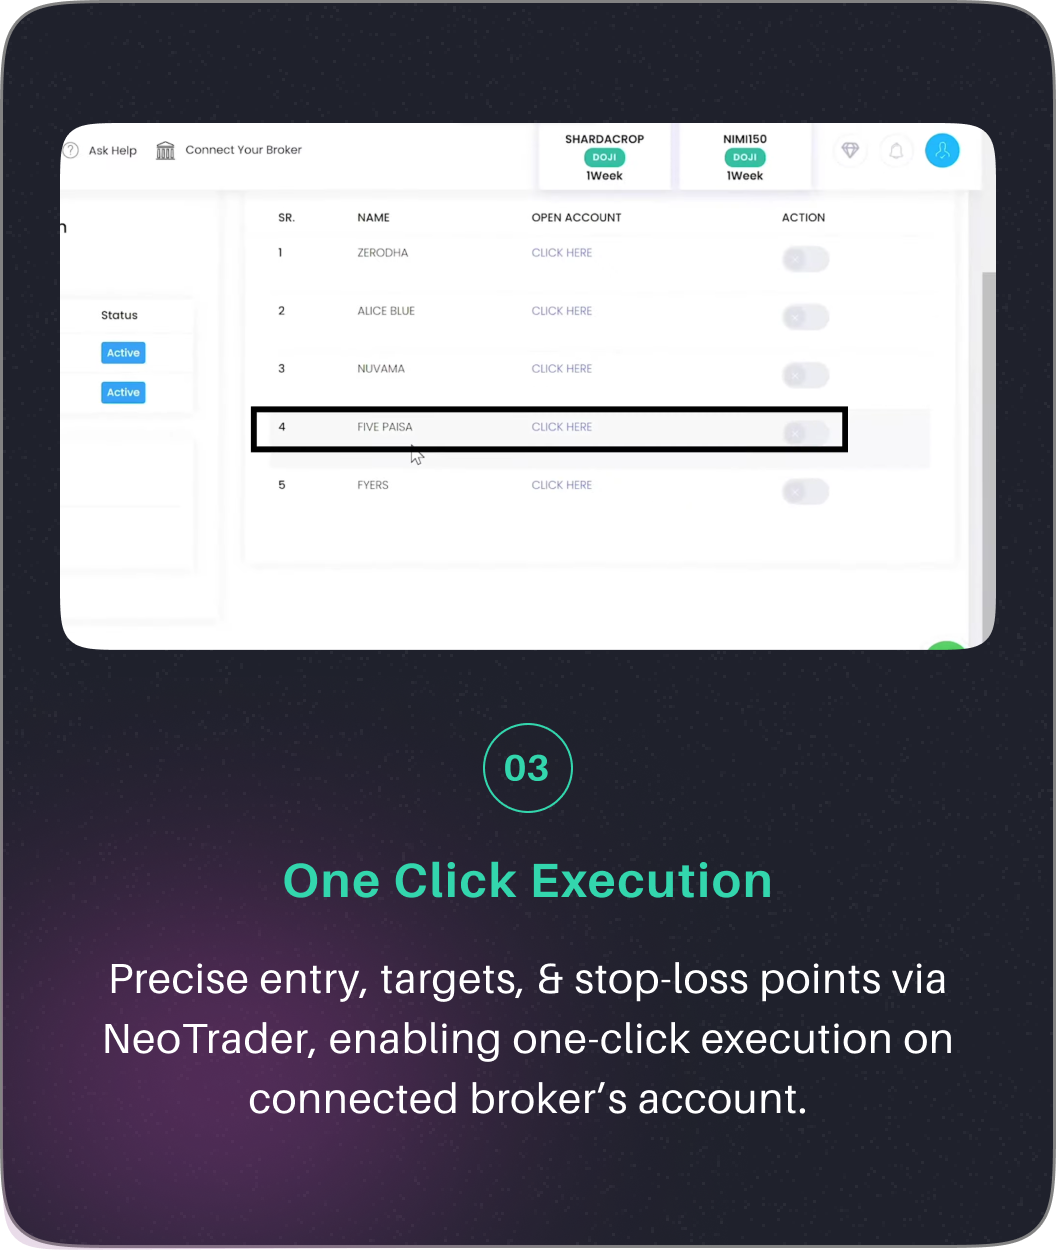 Ask Help
Connect Your Broker
SHARDACROP
DOJI
1Week
NIMI150
DOJI
1Week
n
Status
Active
Active
SR. NAME OPEN ACCOUNT ACTION
1 ZERODHA CLICK HERE
2 ALICE BLUE CLICK HERE
3 NUVAMA CLICK HERE
4 FIVE PAISA CLICK HERE
5 FYERS CLICK HERE
03
One Click Execution
Precise entry, targets, & stop-loss points via
NeoTrader, enabling one-click execution on
connected broker’s account.